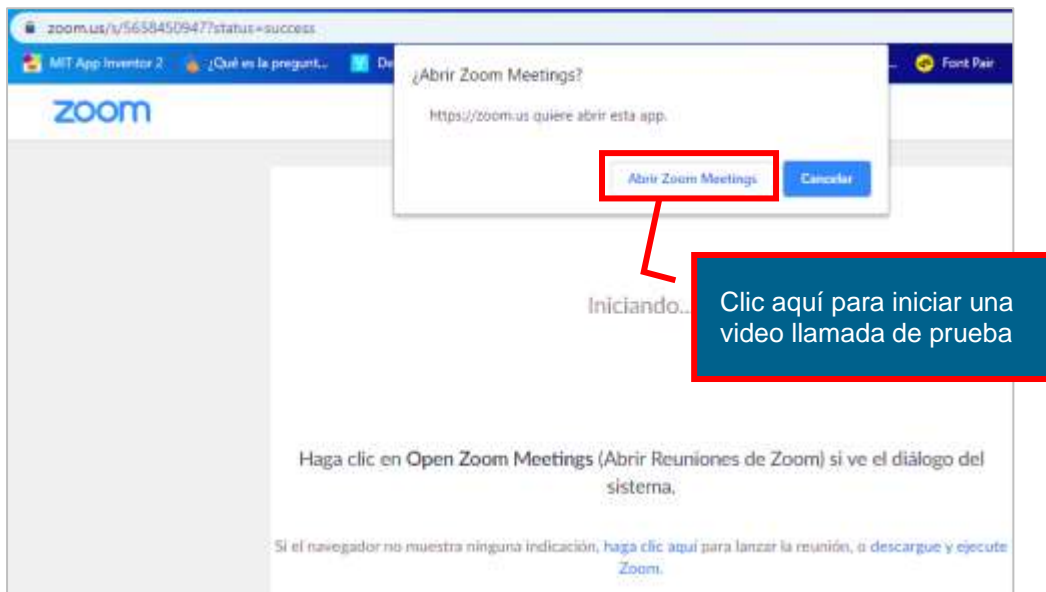 zoom.us/s/5658450947?status=success
MIT App Inventor 2 ¿Qué es la pregunt... De Font Pair
¿Abrir Zoom Meetings?
https://zoom.us quiere abrir esta app.
zoom
Abrir Zoom Meetings Cancelar
Iniciando...
Clic aquí para iniciar una
video llamada de prueba
Haga clic en Open Zoom Meetings (Abrir Reuniones de Zoom) si ve el diálogo del
sistema.
Si el navegador no muestra ninguna indicación, haga clic aquí para lanzar la reunión, o descargue y ejecute
Zoom.